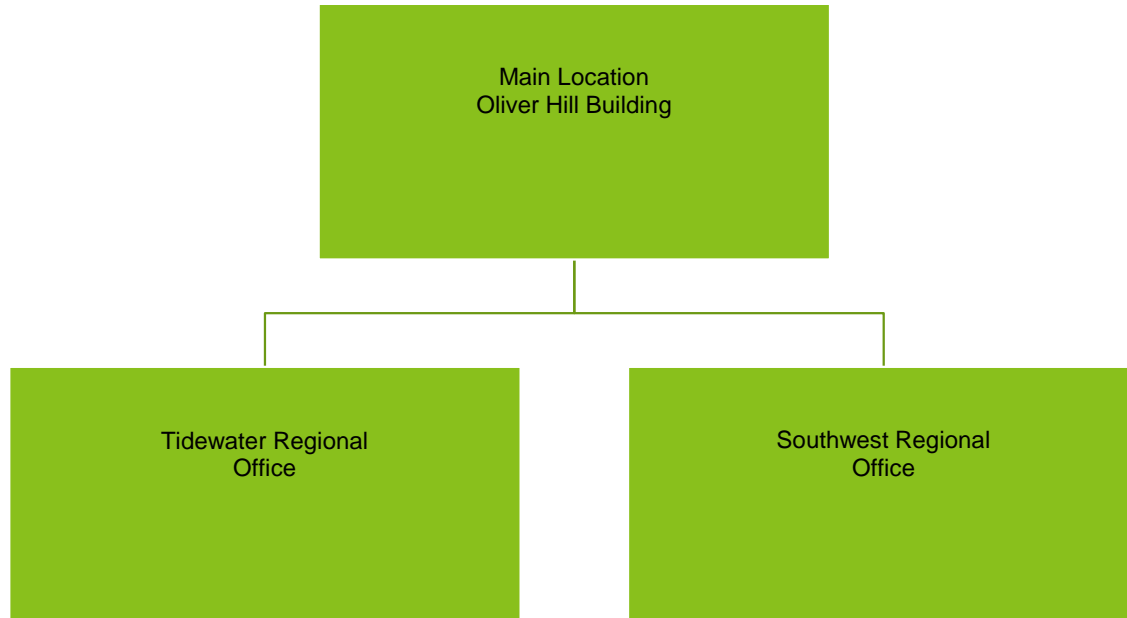 Main Location
Oliver Hill Building
Tidewater Regional
Office
Southwest Regional
Office